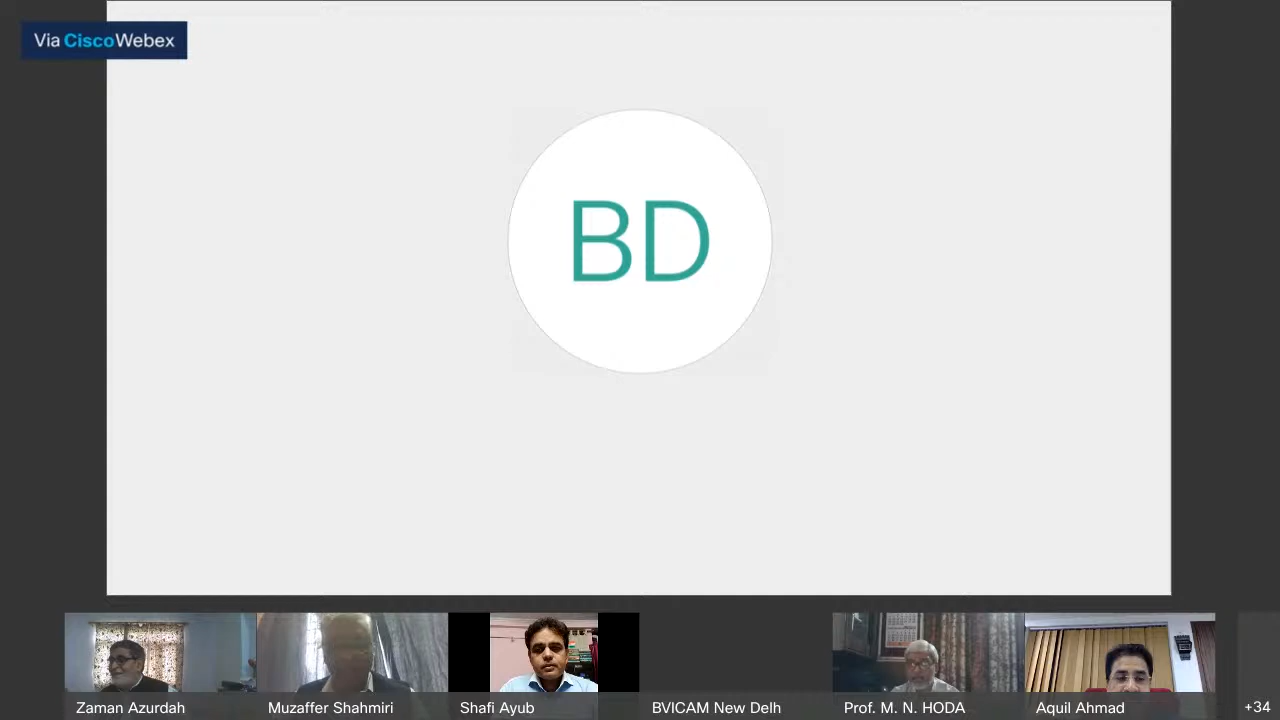 Via CiscoWebex
BD
Zaman Azurdah
Muzaffer Shahmiri
Shafi Ayub
BVICAM New Delh
Prof. M. N. HODA
Aquil Ahmad
+34